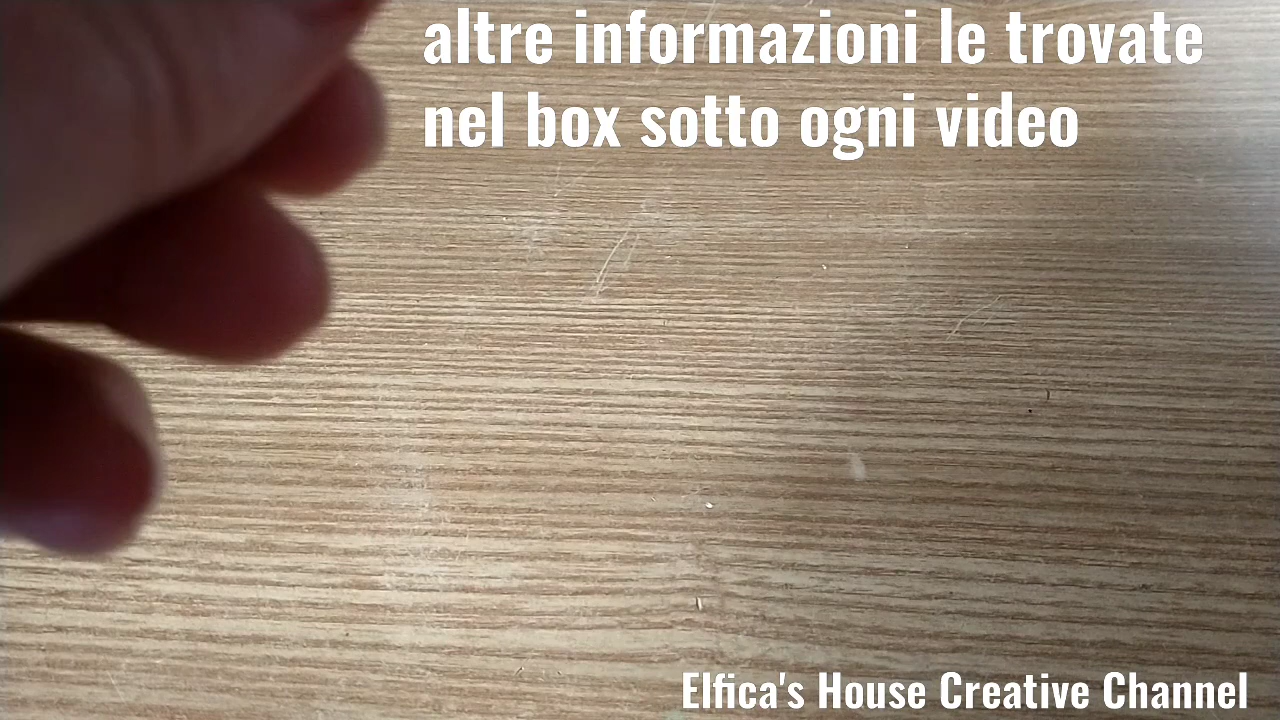 altre informazioni le trovate
nel box sotto ogni video
Elfica's House Creative Channel